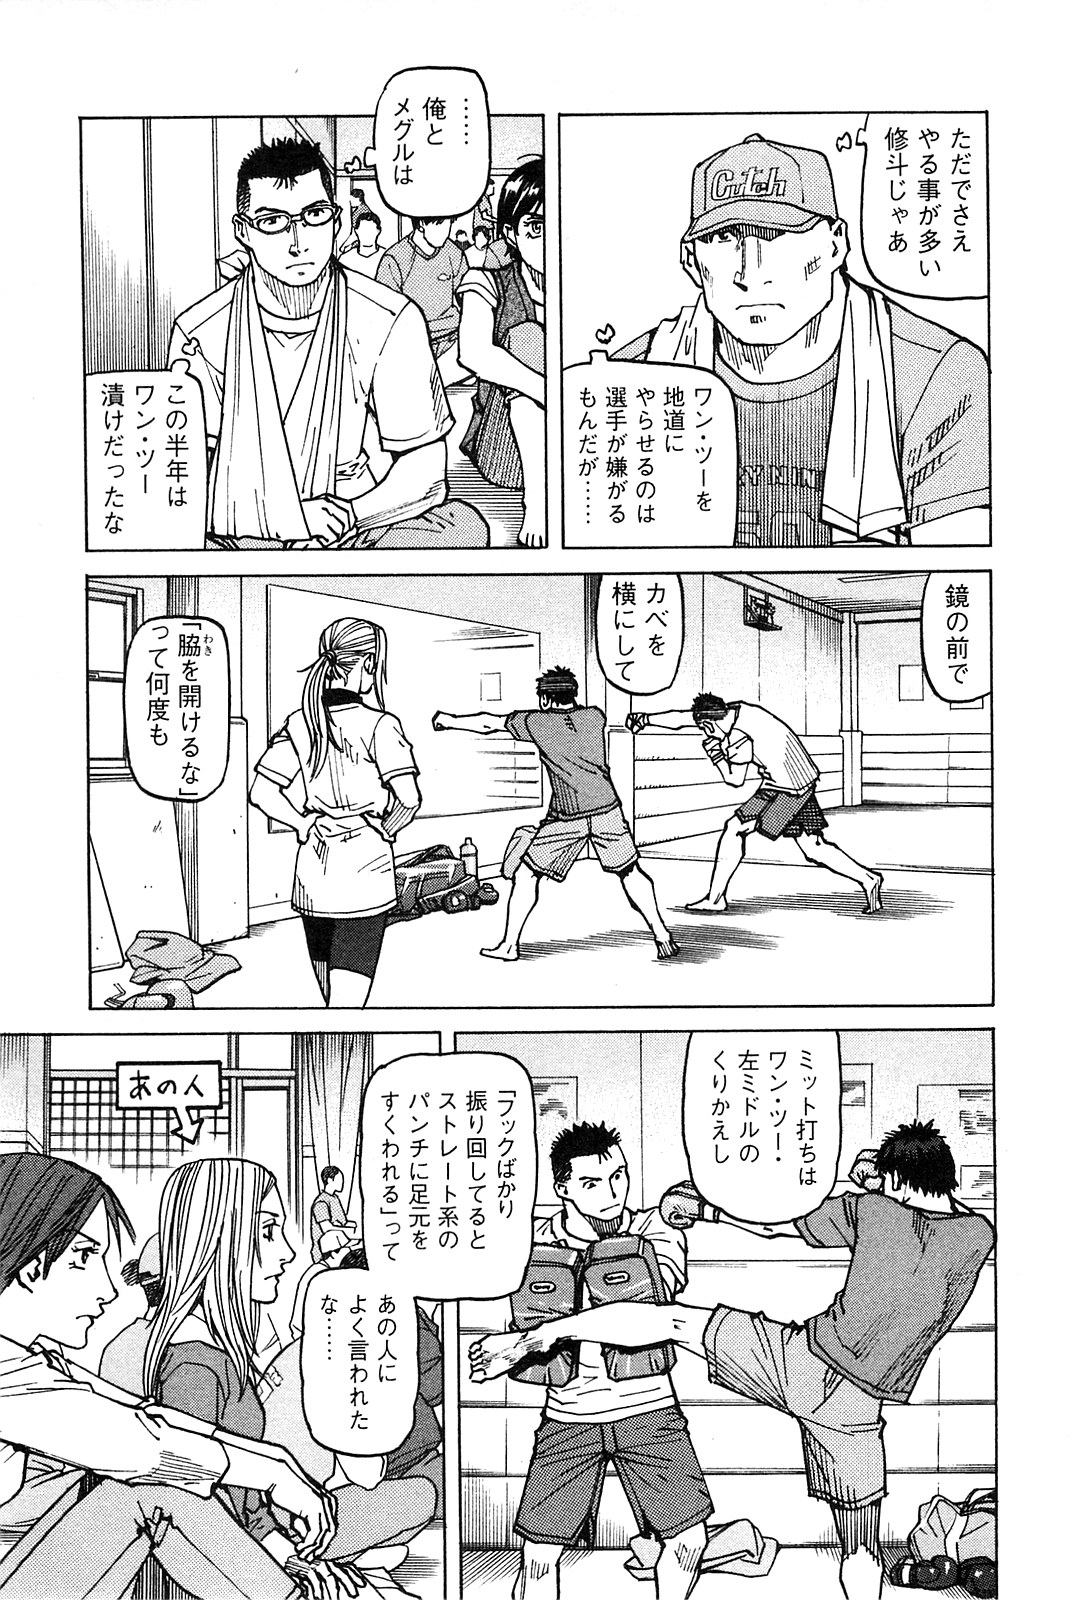 ただでさえ
やる事が多い
修斗じゃあ
Cutch
ワン・ツーを
地道に
やらせるのは
選手が嫌がる
もんだが……
……
俺と
メグルは
この半年は
ワン・ツー
漬けだったな
鏡の前で
カベを
横にして
「脇を開けるな」
わき
って何度も
ミット打ちは
ワン・ツー・
左ミドルの
くりかえし
「フックばかり
振り回してると
ストレート系の
パンチに足元を
すくわれる」って
あの人に
よく言われた
な……
あの人